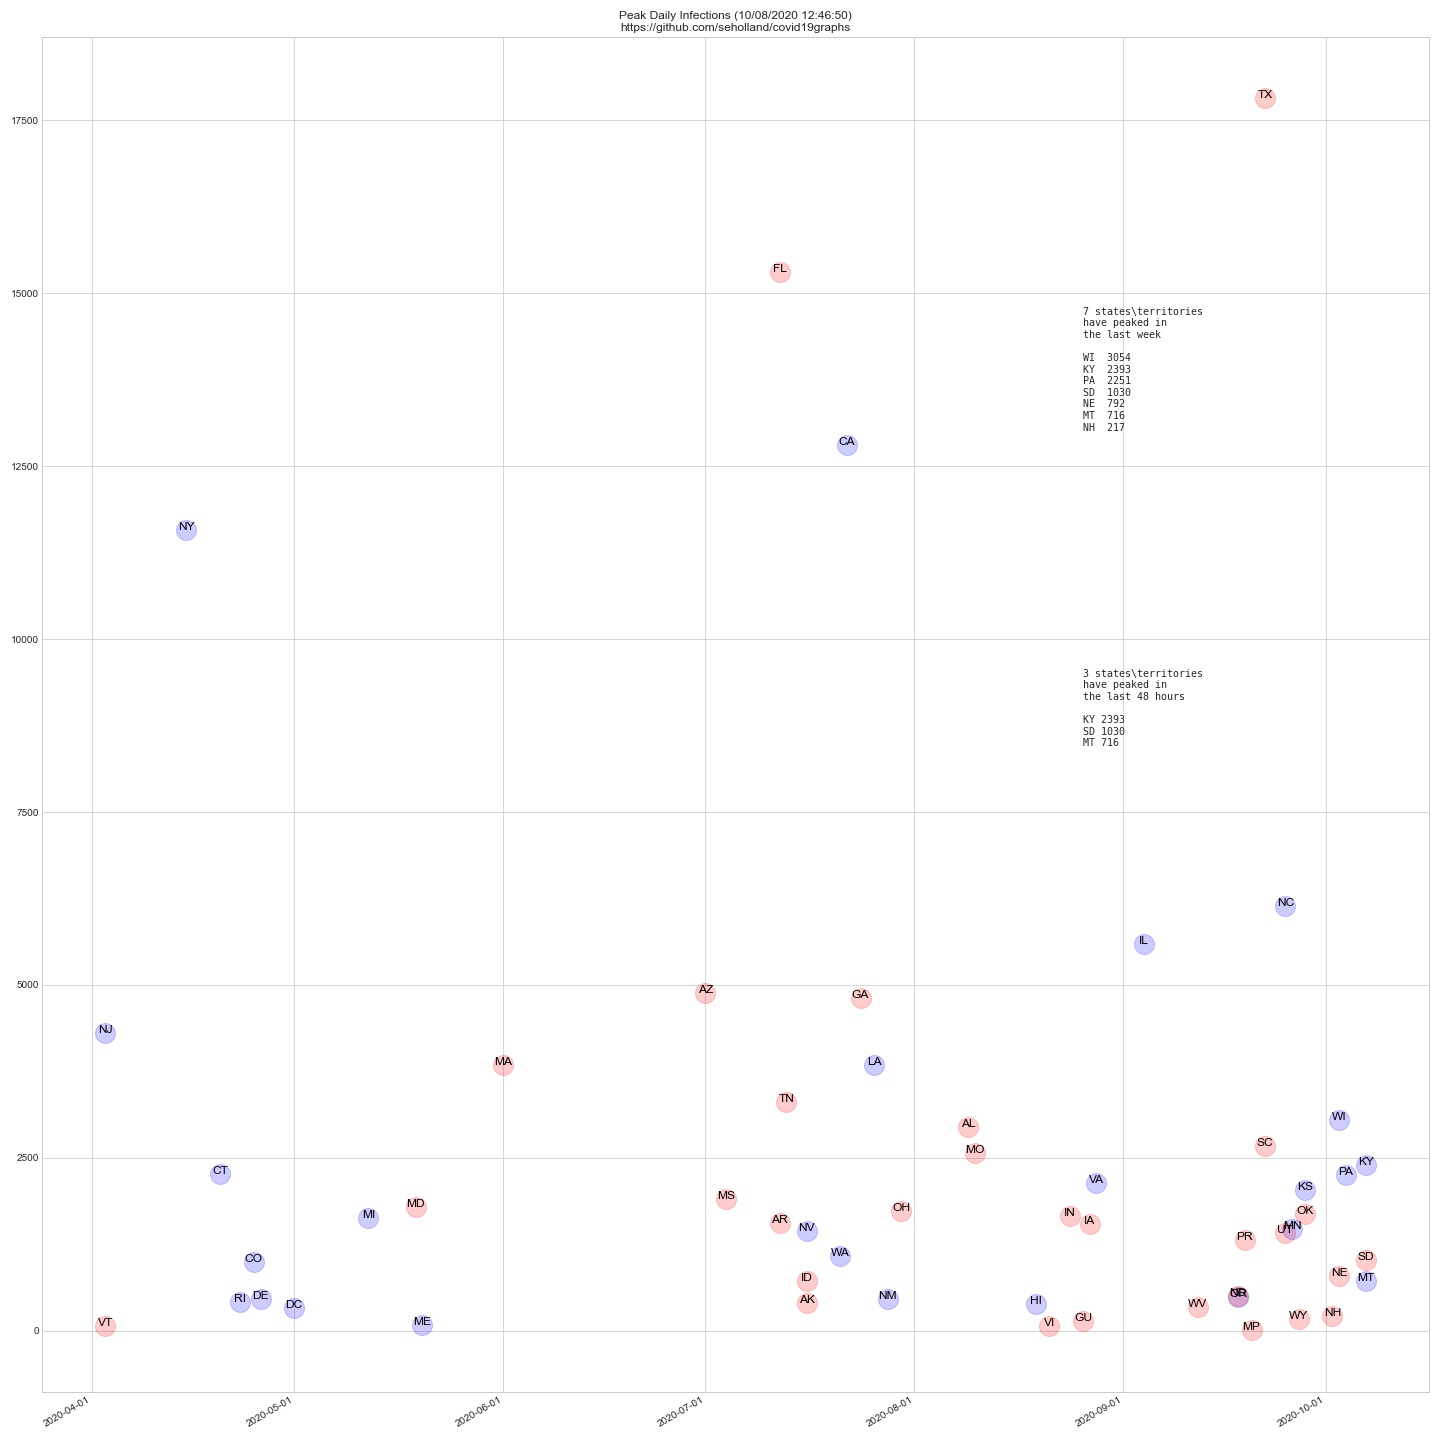 Peak Daily Infections (10/08/2020 12:46:50)
https://github.com/seholland/covid19graphs
TX
17500
FL
15000
7 states\territories
have peaked in
the last week
WI 3054
KY 2393
PA 2251
SD 1030
NE 792
MT 716
NH 217
CA
12500
NY
10000
3 states\territories
have peaked in
the last 48 hours
KY 2393
SD 1030
MT 716
7500
NC
IL
5000
AZ
GA
NJ
MA
LA
TN
AL
WI
SC
MO
2500
CT
KY
PA
VA
KS
MS
MD
OH
OK
MI
IN
IA
AR
NV
UT
MN
PR
WA
CO
SD
NE
ID
MT
DE
NM
RI
AK
HI
DC
WV
NH
WY
GU
VT
ME
VI
MP
0
2020-04-01
2020-05-01
2020-06-01
2020-07-01
2020-08-01
2020-09-01
2020-10-01